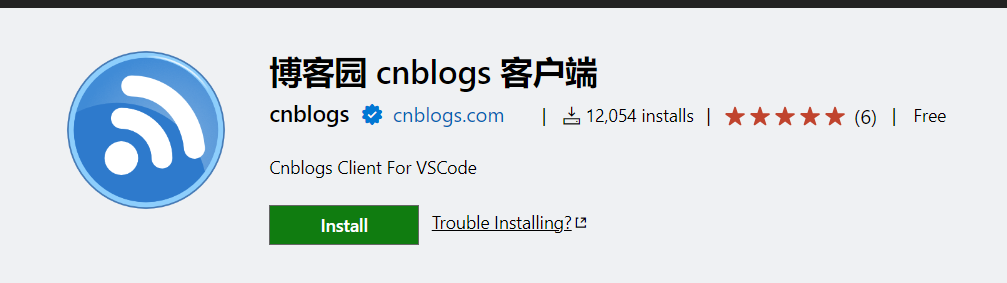 博客园 cnblogs 客户端
cnblogs cnblogs.com | 12,054 installs | (6) | Free
Cnblogs Client For VSCode
Install Trouble Installing?